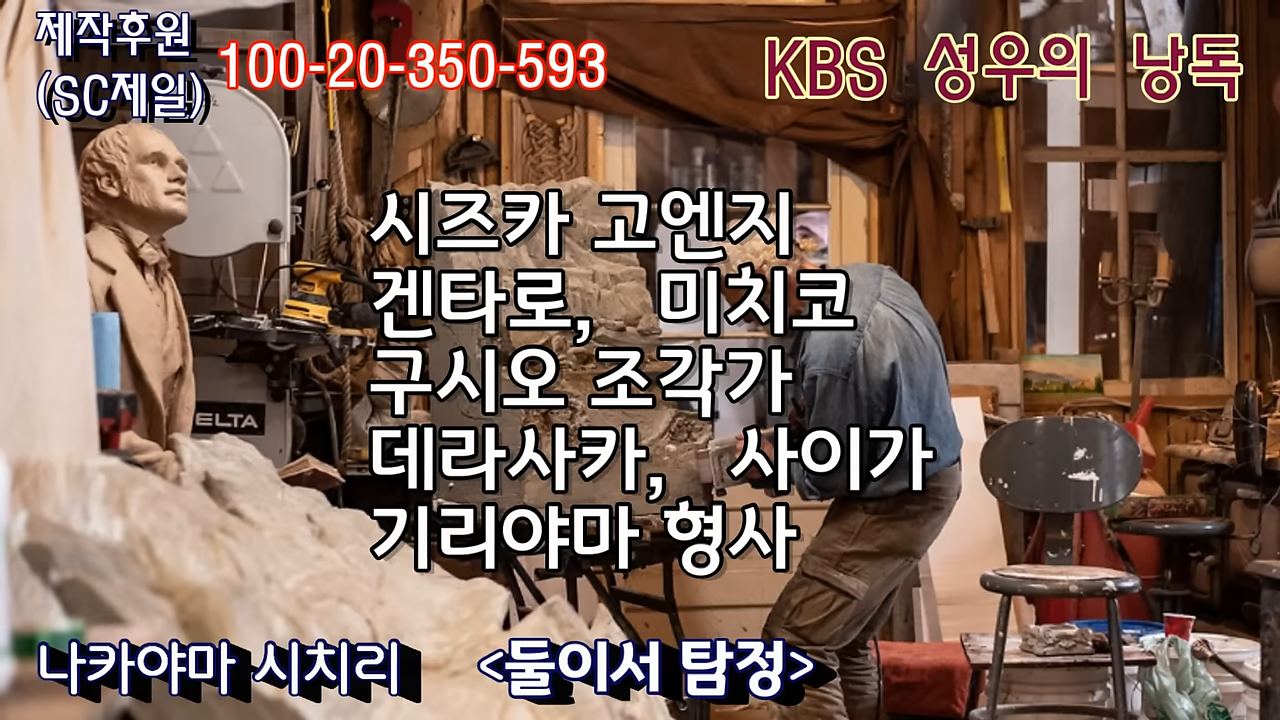 제작후원
(SC제일)
100-20-350-593
KBS 성우의 낭독
시즈카 고엔지
겐타로, 미치코
구시오 조각가
데라사카, 사이가
기리야마 형사
ELTA
나카야마 시치리
<둘이서 탐정>